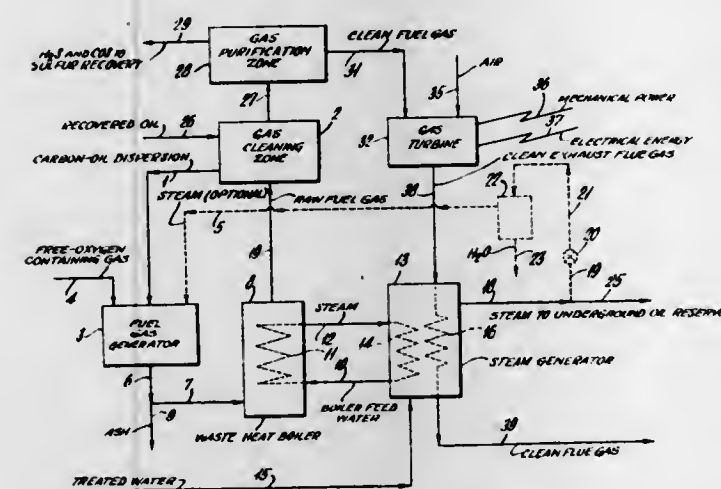 29
H2S AND COS TO
SULFUR RECOVERY
GAS
PURIFICATION
ZONE
28
CLEAN FUEL GAS
31
27
AIR
35
36
MECHANICAL POWER
37
ELECTRICAL ENERGY
RECOVERED OIL
26
GAS
CLEANING
ZONE
2
32
GAS
TURBINE
CARBON-OIL DISPERSION
1
STEAM (OPTIONAL)
RAW FUEL GAS
5
CLEAN EXHAUST FLUE GAS
38
22
21
20
H2O
23
19
FREE-OXYGEN
CONTAINING GAS
4
10
13
3
FUEL
GAS
GENERATOR
STEAM
12
11
14
16
18
25
STEAM TO UNDERGROUND OIL RESERVE
STEAM GENERATOR
6
7
BOILER FEED
WATER
ASH
WASTE HEAT BOILER
39
CLEAN FLUE GAS
TREATED WATER
15